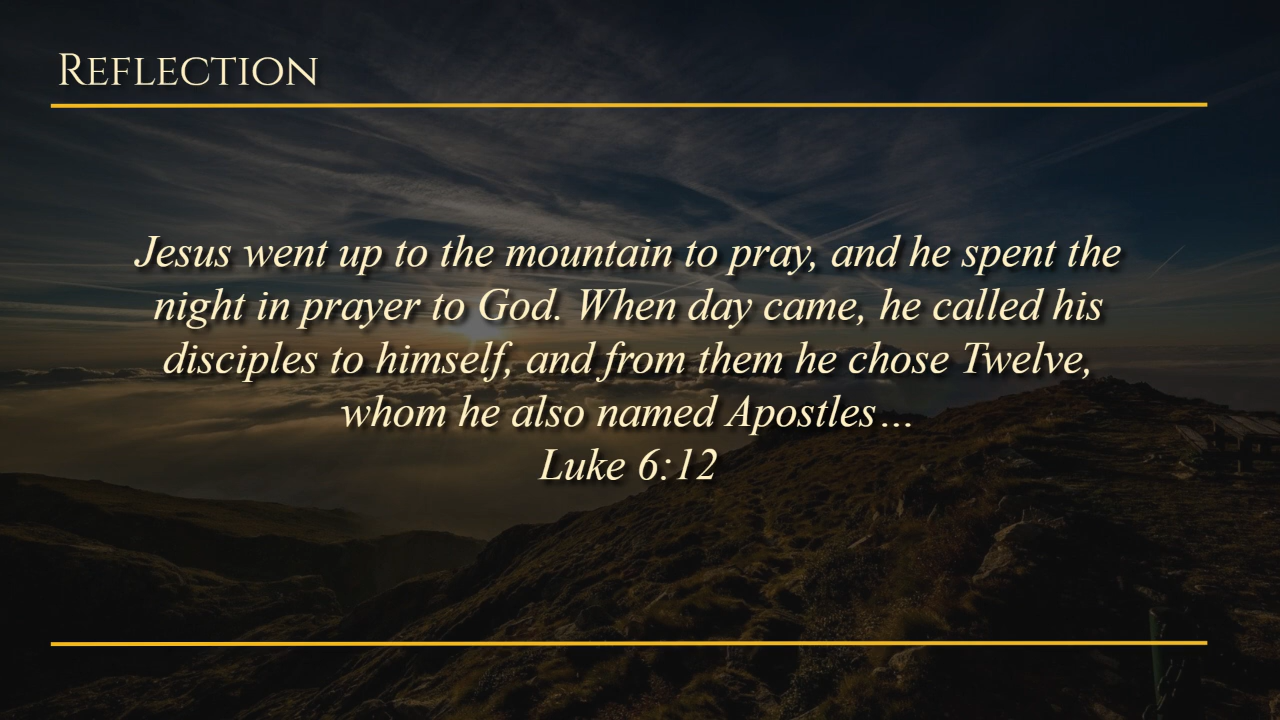 Reflection
Jesus went up to the mountain to pray, and he spent the
night in prayer to God. When day came, he called his
disciples to himself, and from them he chose Twelve,
whom he also named Apostles…
Luke 6:12